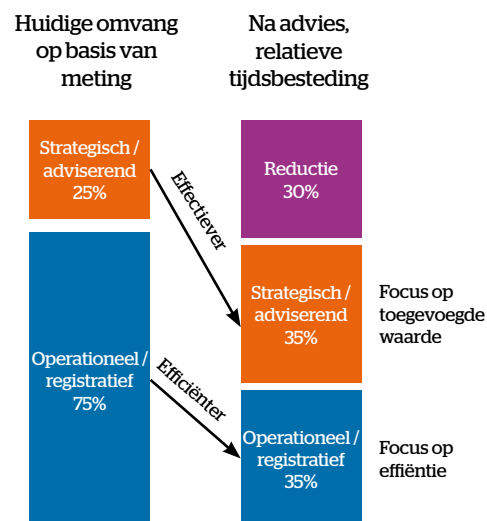 Huidige omvang
op basis van
meting
Na advies,
relatieve
tijdsbesteding
Strategisch /
adviserend
25%
Effectiever
Reductie
30%
Strategisch /
adviserend
35%
Focus op
toegevoegde
waarde
Operationeel /
registratief
75%
Efficiënter
Operationeel /
registratief
35%
Focus op
effiëntie